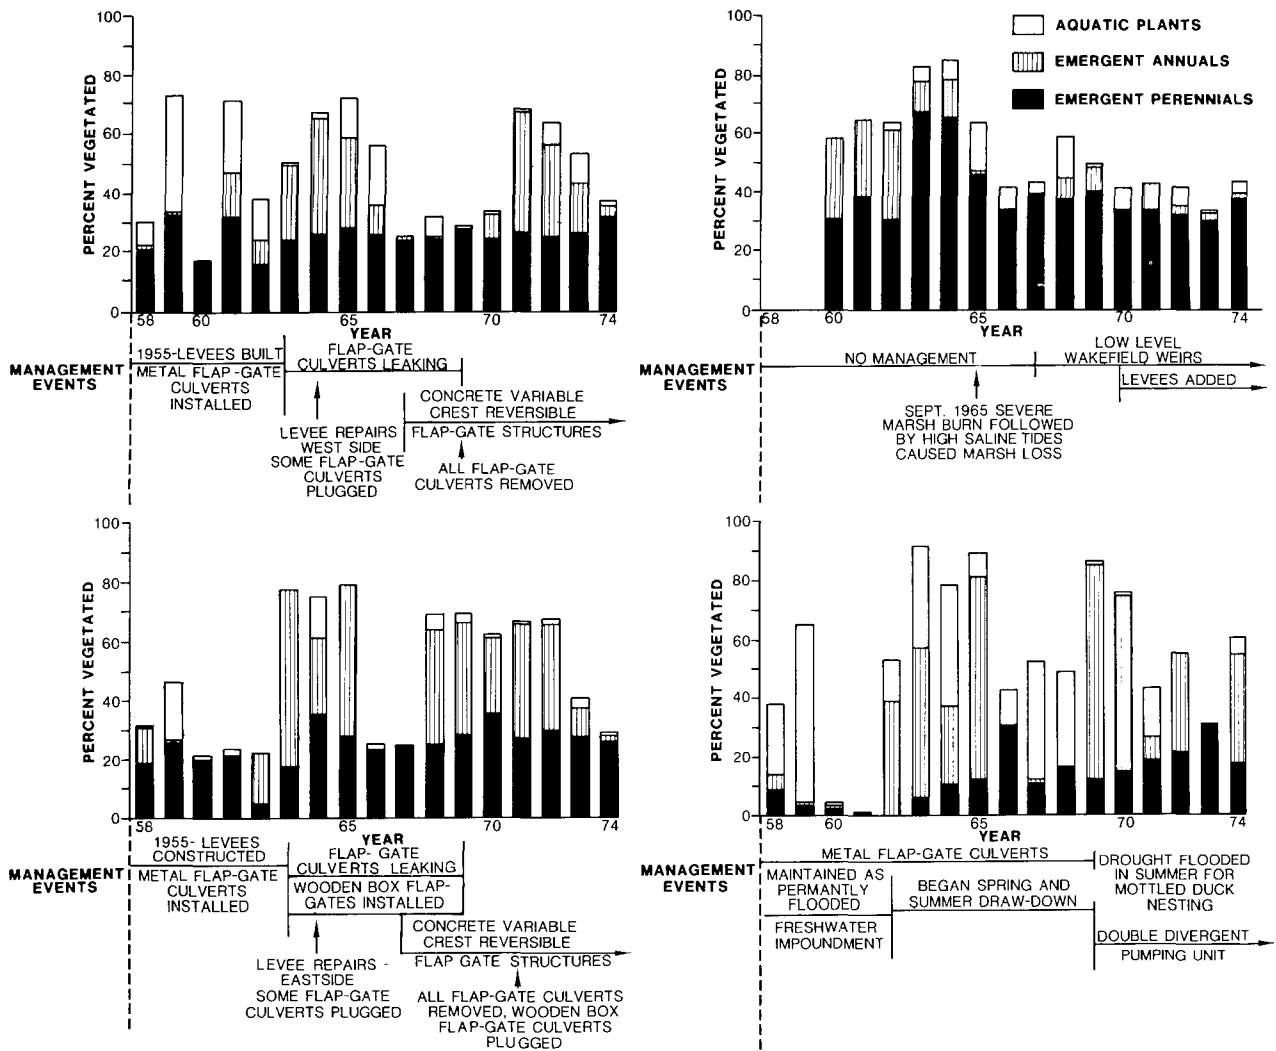 100
80
60
40
20
0
PERCENT VEGETATED
58
60
65
70
74
YEAR
MANAGEMENT
EVENTS
1955-LEVEES BUILT
METAL FLAP-GATE
CULVERTS
INSTALLED
FLAP-GATE
CULVERTS LEAKING
LEVEE REPAIRS
WEST SIDE
SOME FLAP-GATE
CULVERTS
PLUGGED
CONCRETE VARIABLE
CREST REVERSIBLE
FLAP-GATE STRUCTURES
ALL FLAP-GATE
CULVERTS REMOVED
AQUATIC PLANTS
EMERGENT ANNUALS
EMERGENT PERENNIALS
100
80
60
40
20
0
PERCENT VEGETATED
58
60
65
70
74
YEAR
MANAGEMENT
EVENTS
NO MANAGEMENT
LOW LEVEL
WAKEFIELD WEIRS
LEVEES ADDED
SEPT. 1965 SEVERE
MARSH BURN FOLLOWED
BY HIGH SALINE TIDES
CAUSED MARSH LOSS
100
80
60
40
20
0
PERCENT VEGETATED
58
65
70
74
YEAR
MANAGEMENT
EVENTS
1955- LEVEES
CONSTRUCTED
METAL FLAP-GATE
CULVERTS
INSTALLED
FLAP- GATE
CULVERTS LEAKING
WOODEN BOX FLAP-
GATES INSTALLED
LEVEE REPAIRS -
EASTSIDE
SOME FLAP-GATE
CULVERTS PLUGGED
CONCRETE VARIABLE
CREST REVERSIBLE
FLAP GATE STRUCTURES
ALL FLAP-GATE CULVERTS
REMOVED, WOODEN BOX
FLAP-GATE CULVERTS
PLUGGED
100
80
60
40
20
0
PERCENT VEGETATED
58
60
65
70
74
YEAR
MANAGEMENT
EVENTS
METAL FLAP-GATE CULVERTS
MAINTAINED AS
PERMANTLY
FLOODED
FRESHWATER
IMPOUNDMENT
BEGAN SPRING AND
SUMMER DRAW-DOWN
DROUGHT FLOODED
IN SUMMER FOR
MOTTLED DUCK
NESTING
DOUBLE DIVERGENT
PUMPING UNIT